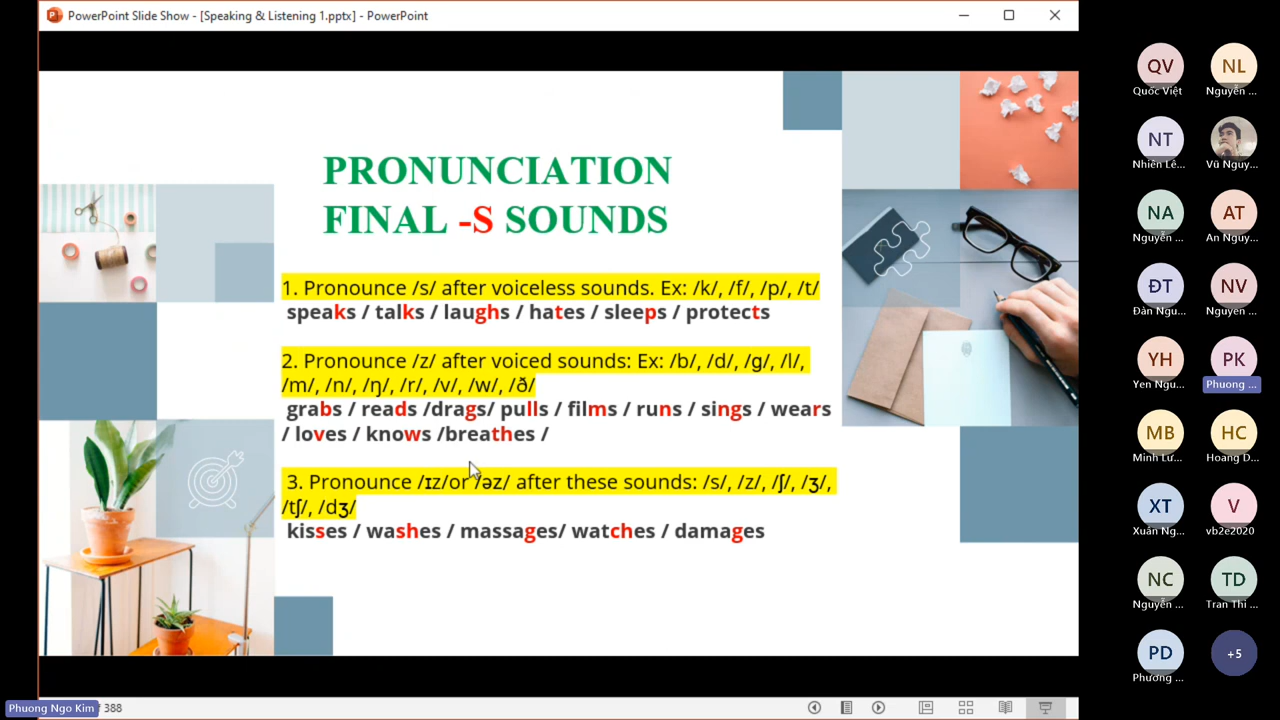 PowerPoint Slide Show - [Speaking & Listening 1.pptx] - PowerPoint
PRONUNCIATION
FINAL -S SOUNDS
1. Pronounce /s/ after voiceless sounds. Ex: /k/, /f/, /p/, /t/
speaks / talks / laughs / hates / sleeps / protects
2. Pronounce /z/ after voiced sounds: Ex: /b/, /d/, /g/, /l/,
/m/, /n/, /ŋ/, /r/, /v/, /w/, /ð/
grabs / reads /drags/ pulls / films / runs / sings / wears
/ loves / knows /breathes /
3. Pronounce /ɪz/or /əz/ after these sounds: /s/, /z/, /ʃ/, /ʒ/,
/tʃ/, /dʒ/
kisses / washes / massages/ watches / damages
QV NL
Quốc Việt Nguyễn ...
NT
Nhiên Lê... Vũ Nguy...
NA AT
Nguyễn ... An Nguy...
ĐT NV
Đàn Ngu... Nguyễn ...
YH PK
Yen Ngu... Phuong ...
MB HC
Minh Lư... Hoang D...
XT V
Xuân Ng... vb2e2020
NC TD
Nguyễn ... Tran Thi ...
PD +5
Phương ...
Phuong Ngo Kim 388